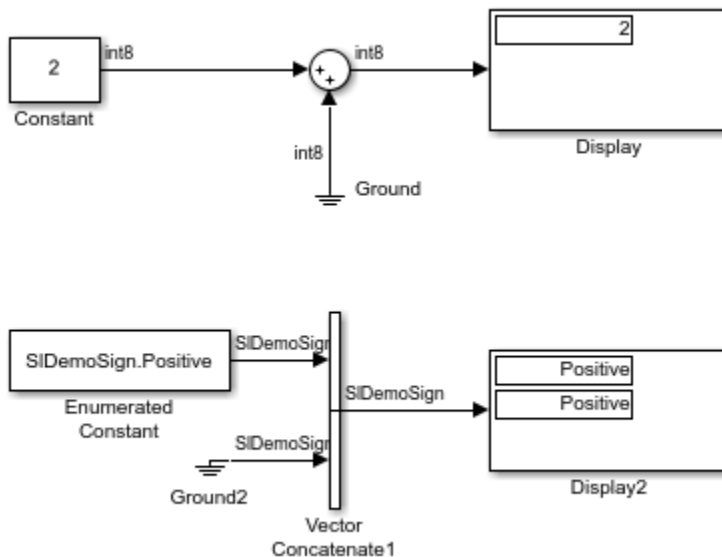 2
int8
Constant
int8
2
Display
int8
Ground
SlDemoSign.Positive
Enumerated
Constant
SlDemoSign
SlDemoSign
Ground2
SlDemoSign
Vector
Concatenate1
Positive
Positive
Display2